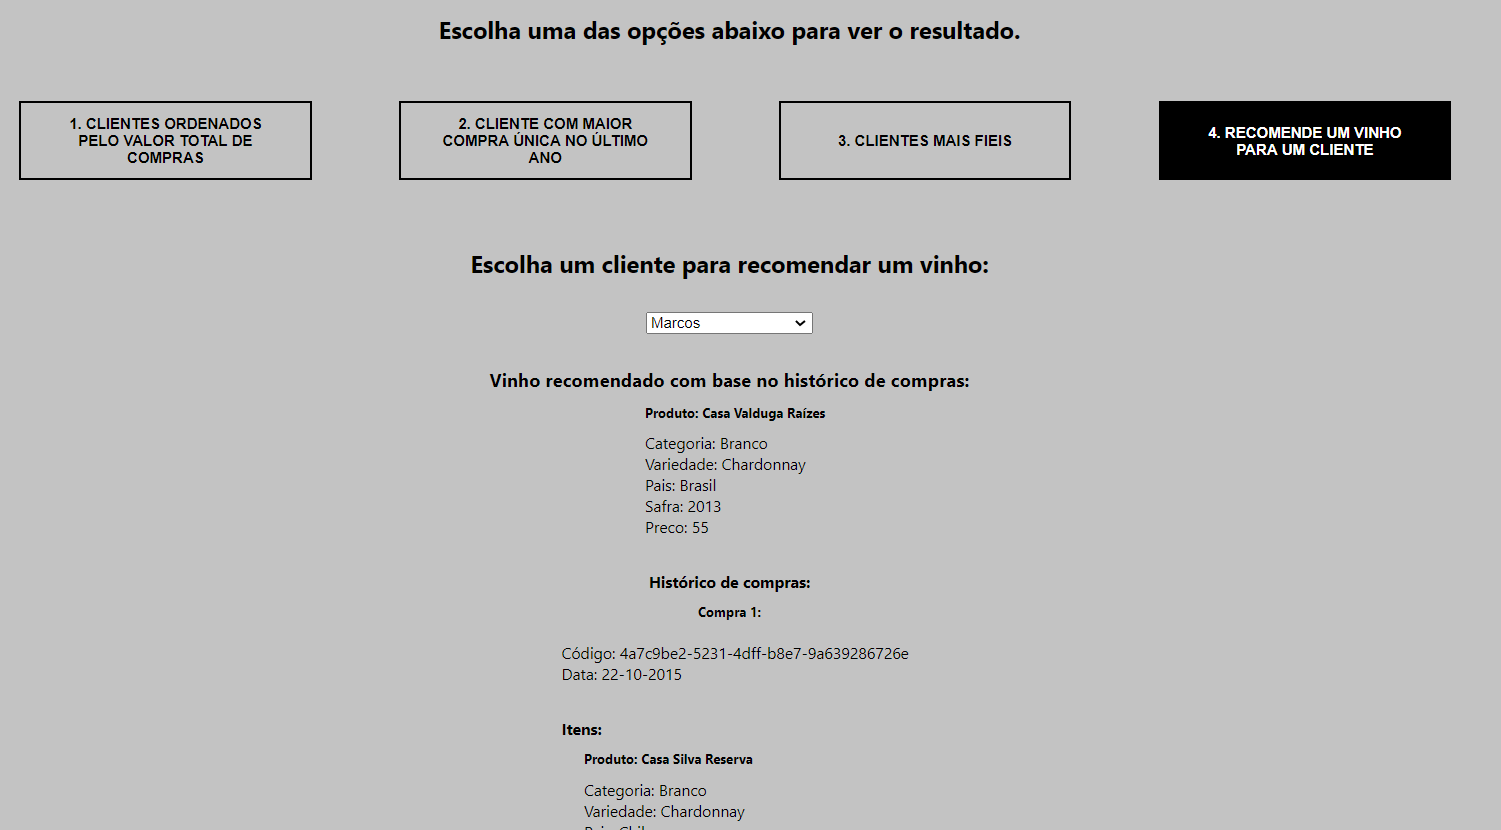 Escolha uma das opções abaixo para ver o resultado.
1. CLIENTES ORDENADOS
PELO VALOR TOTAL DE
COMPRAS
2. CLIENTE COM MAIOR
COMPRA ÚNICA NO ÚLTIMO
ANO
3. CLIENTES MAIS FIEIS
4. RECOMENDE UM VINHO
PARA UM CLIENTE
Escolha um cliente para recomendar um vinho:
Marcos
Vinho recomendado com base no histórico de compras:
Produto: Casa Valduga Raízes
Categoria: Branco
Variedade: Chardonnay
Pais: Brasil
Safra: 2013
Preco: 55
Histórico de compras:
Compra 1:
Código: 4a7c9be2-5231-4dff-b8e7-9a639286726e
Data: 22-10-2015
Itens:
Produto: Casa Silva Reserva
Categoria: Branco
Variedade: Chardonnay